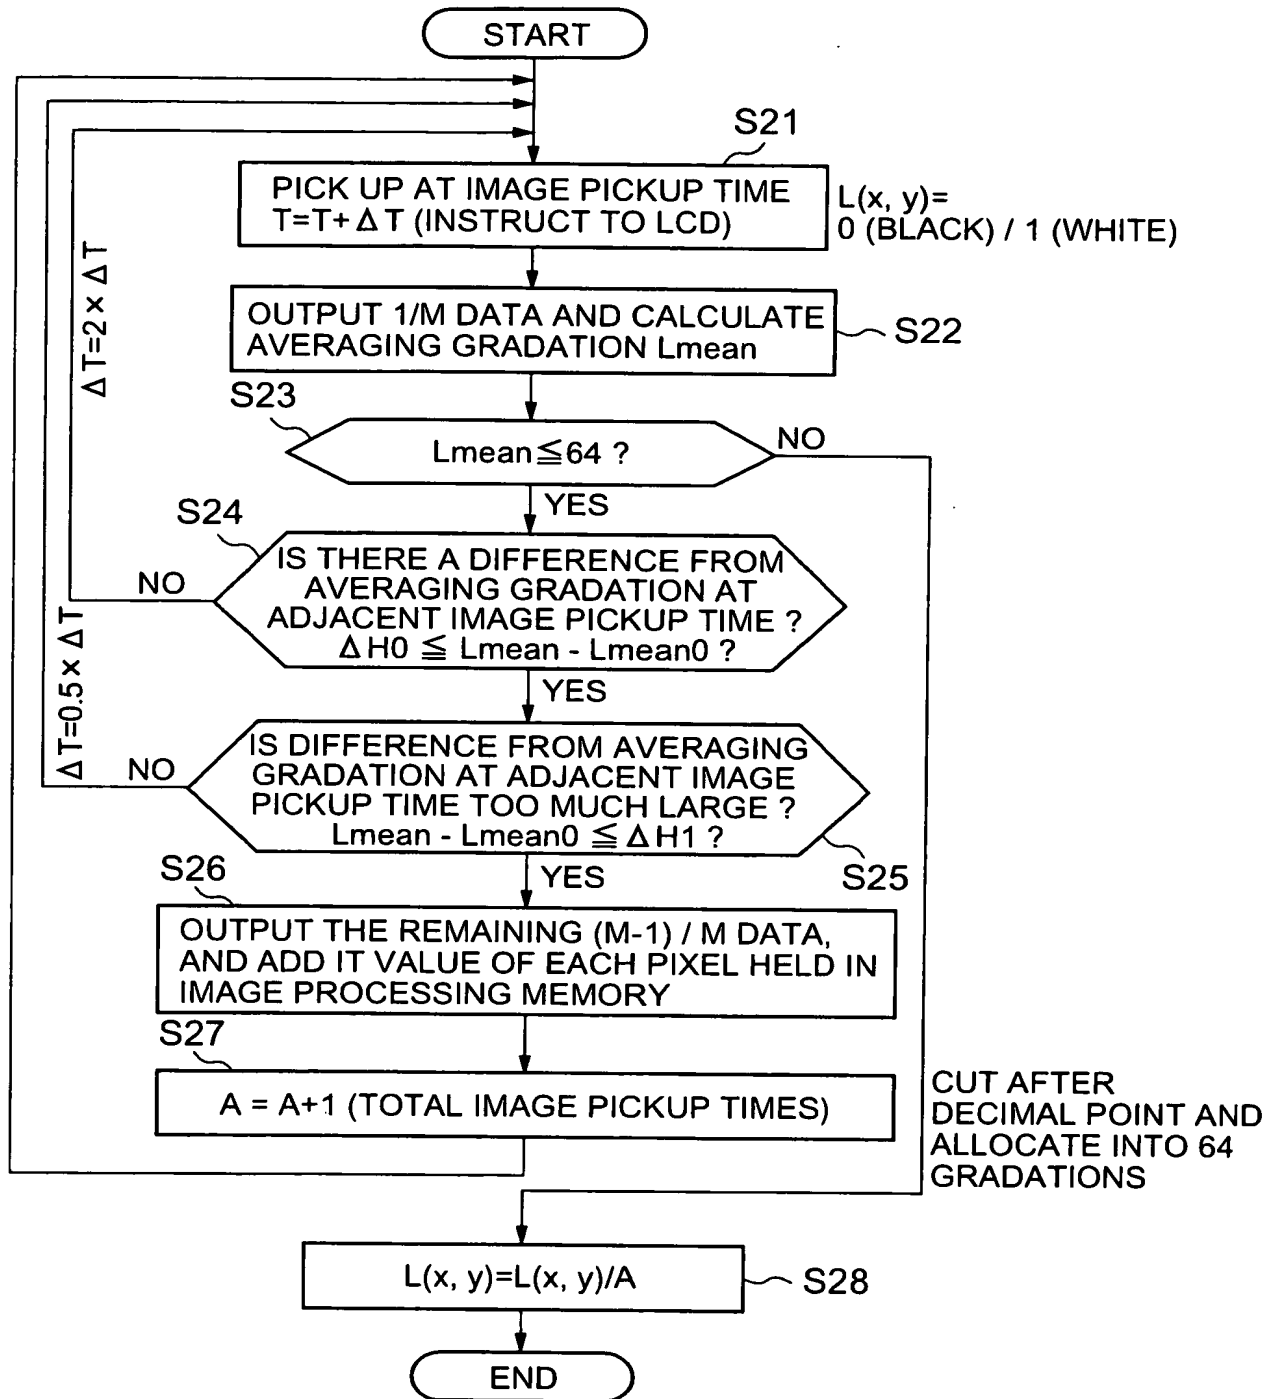 START
S21
PICK UP AT IMAGE PICKUP TIME
T=T+ΔT (INSTRUCT TO LCD)
L(x, y)=
0 (BLACK) / 1 (WHITE)
ΔT=2×ΔT
OUTPUT 1/M DATA AND CALCULATE
AVERAGING GRADATION Lmean
S22
S23
Lmean≦64 ?
NO
YES
S24
IS THERE A DIFFERENCE FROM
AVERAGING GRADATION AT
ADJACENT IMAGE PICKUP TIME ?
ΔH0 ≦ Lmean - Lmean0 ?
NO
YES
ΔT=0.5×ΔT
IS DIFFERENCE FROM AVERAGING
GRADATION AT ADJACENT IMAGE
PICKUP TIME TOO MUCH LARGE ?
Lmean - Lmean0 ≦ ΔH1 ?
NO
YES
S25
S26
OUTPUT THE REMAINING (M-1) / M DATA,
AND ADD IT VALUE OF EACH PIXEL HELD IN
IMAGE PROCESSING MEMORY
S27
A = A+1 (TOTAL IMAGE PICKUP TIMES)
CUT AFTER
DECIMAL POINT AND
ALLOCATE INTO 64
GRADATIONS
L(x, y)=L(x, y)/A
S28
END